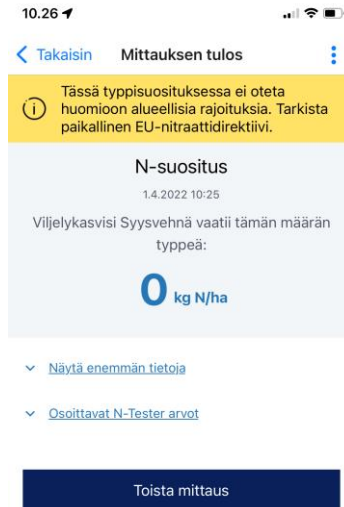 10.26
Takaisin Mittauksen tulos
Tässä typpisuosituksessa ei oteta
huomioon alueellisia rajoituksia. Tarkista
paikallinen EU-nitraattidirektiivi.
N-suositus
1.4.2022 10:25
Viljelykasvisi Syysvehnä vaatii tämän määrän
typpeä:
0 kg N/ha
Näytä enemmän tietoja
Osoittavat N-Tester arvot
Toista mittaus